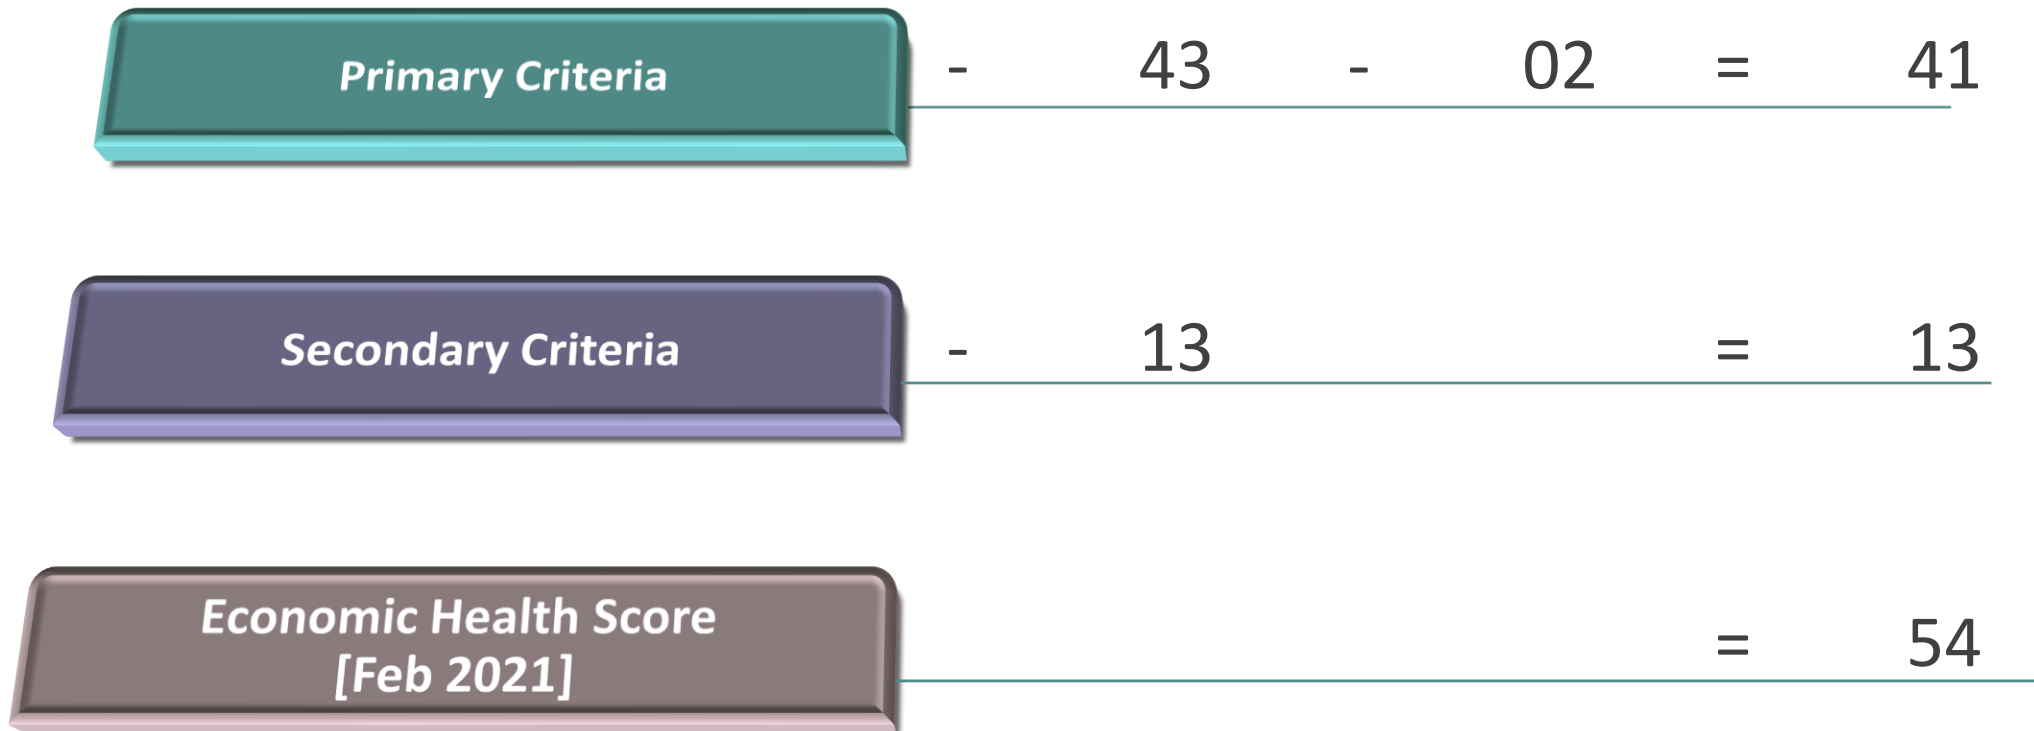 Primary Criteria - 43 - 02 = 41
Secondary Criteria - 13 = 13
Economic Health Score
[Feb 2021] = 54